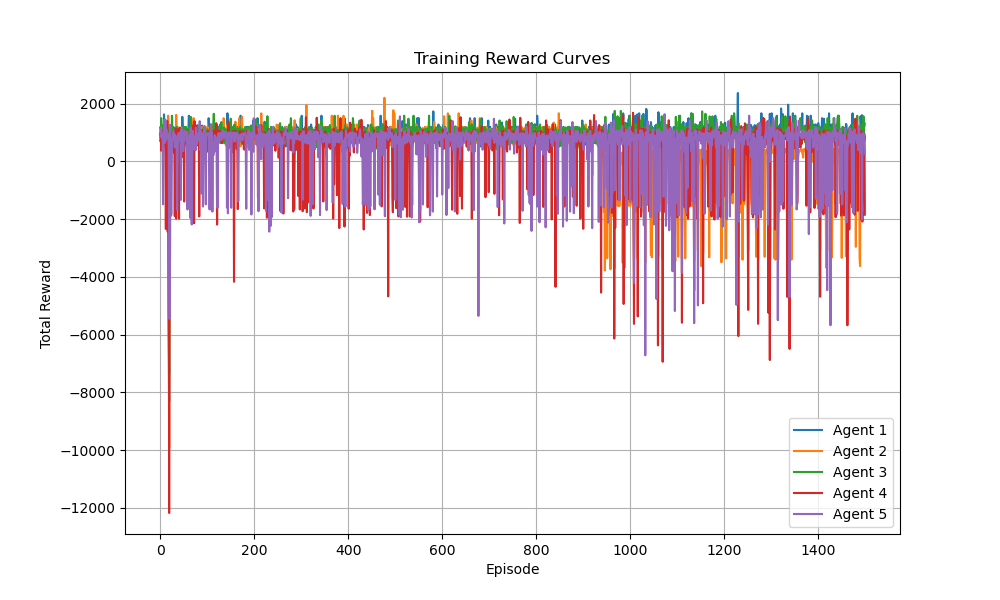 Training Reward Curves
Total Reward
2000
0
−2000
−4000
−6000
−8000
−10000
−12000
0 200 400 600 800 1000 1200 1400
Episode
Agent 1
Agent 2
Agent 3
Agent 4
Agent 5